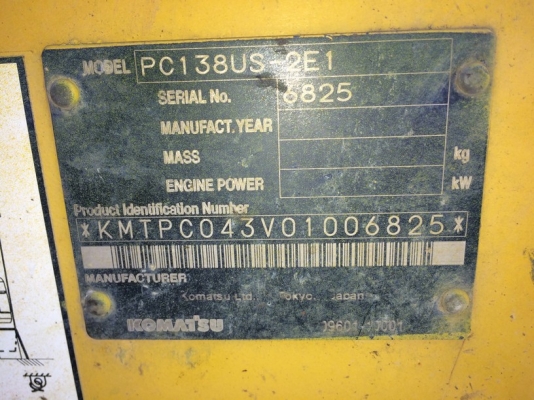 MODEL PC138US-2E1
SERIAL No. 6825
MANUFACT. YEAR
MASS kg
ENGINE POWER kW
Product Identification Number
*KMTPC043V01006825*
MANUFACTURER
Komatsu Ltd. Tokyo, Japan
KOMATSU